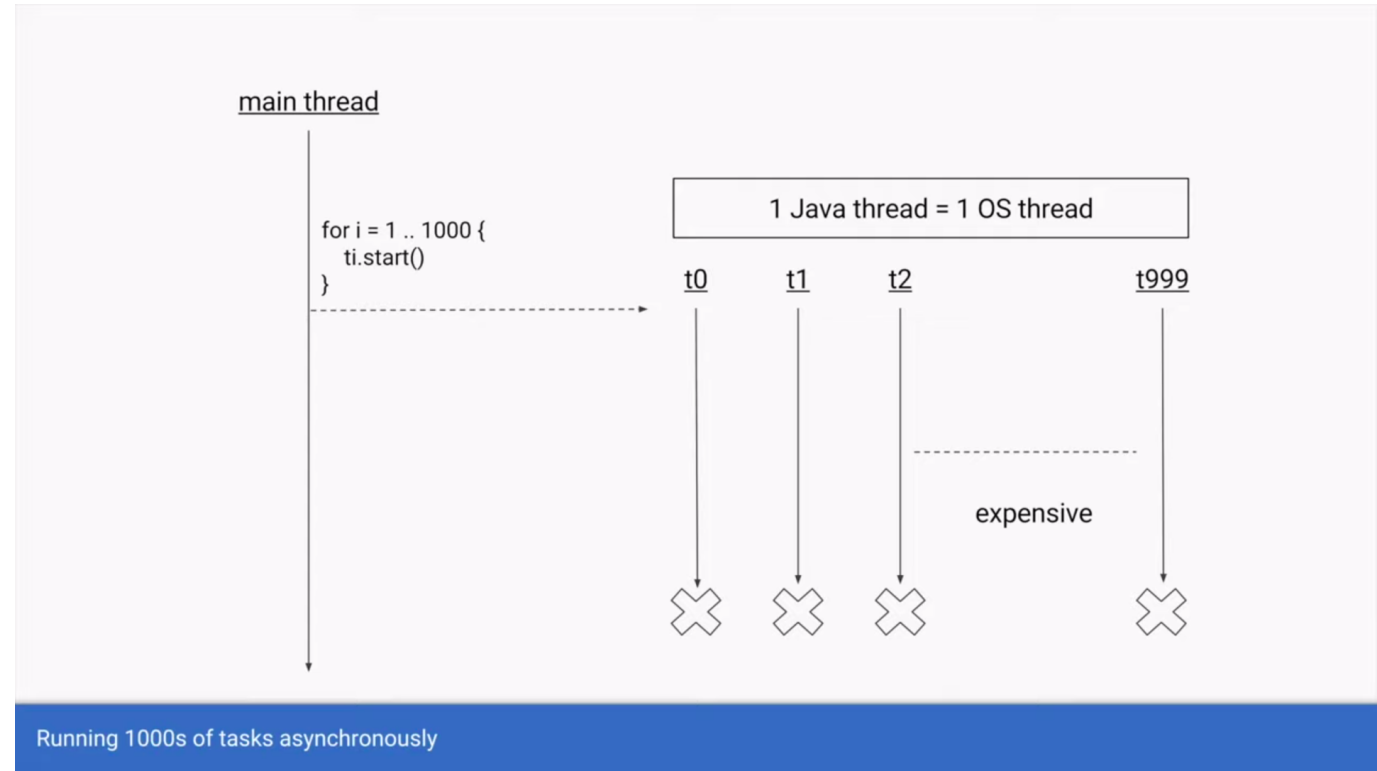 main thread
for i = 1 .. 1000 {
ti.start()
}
1 Java thread = 1 OS thread
t0 t1 t2 t999
expensive
Running 1000s of tasks asynchronously